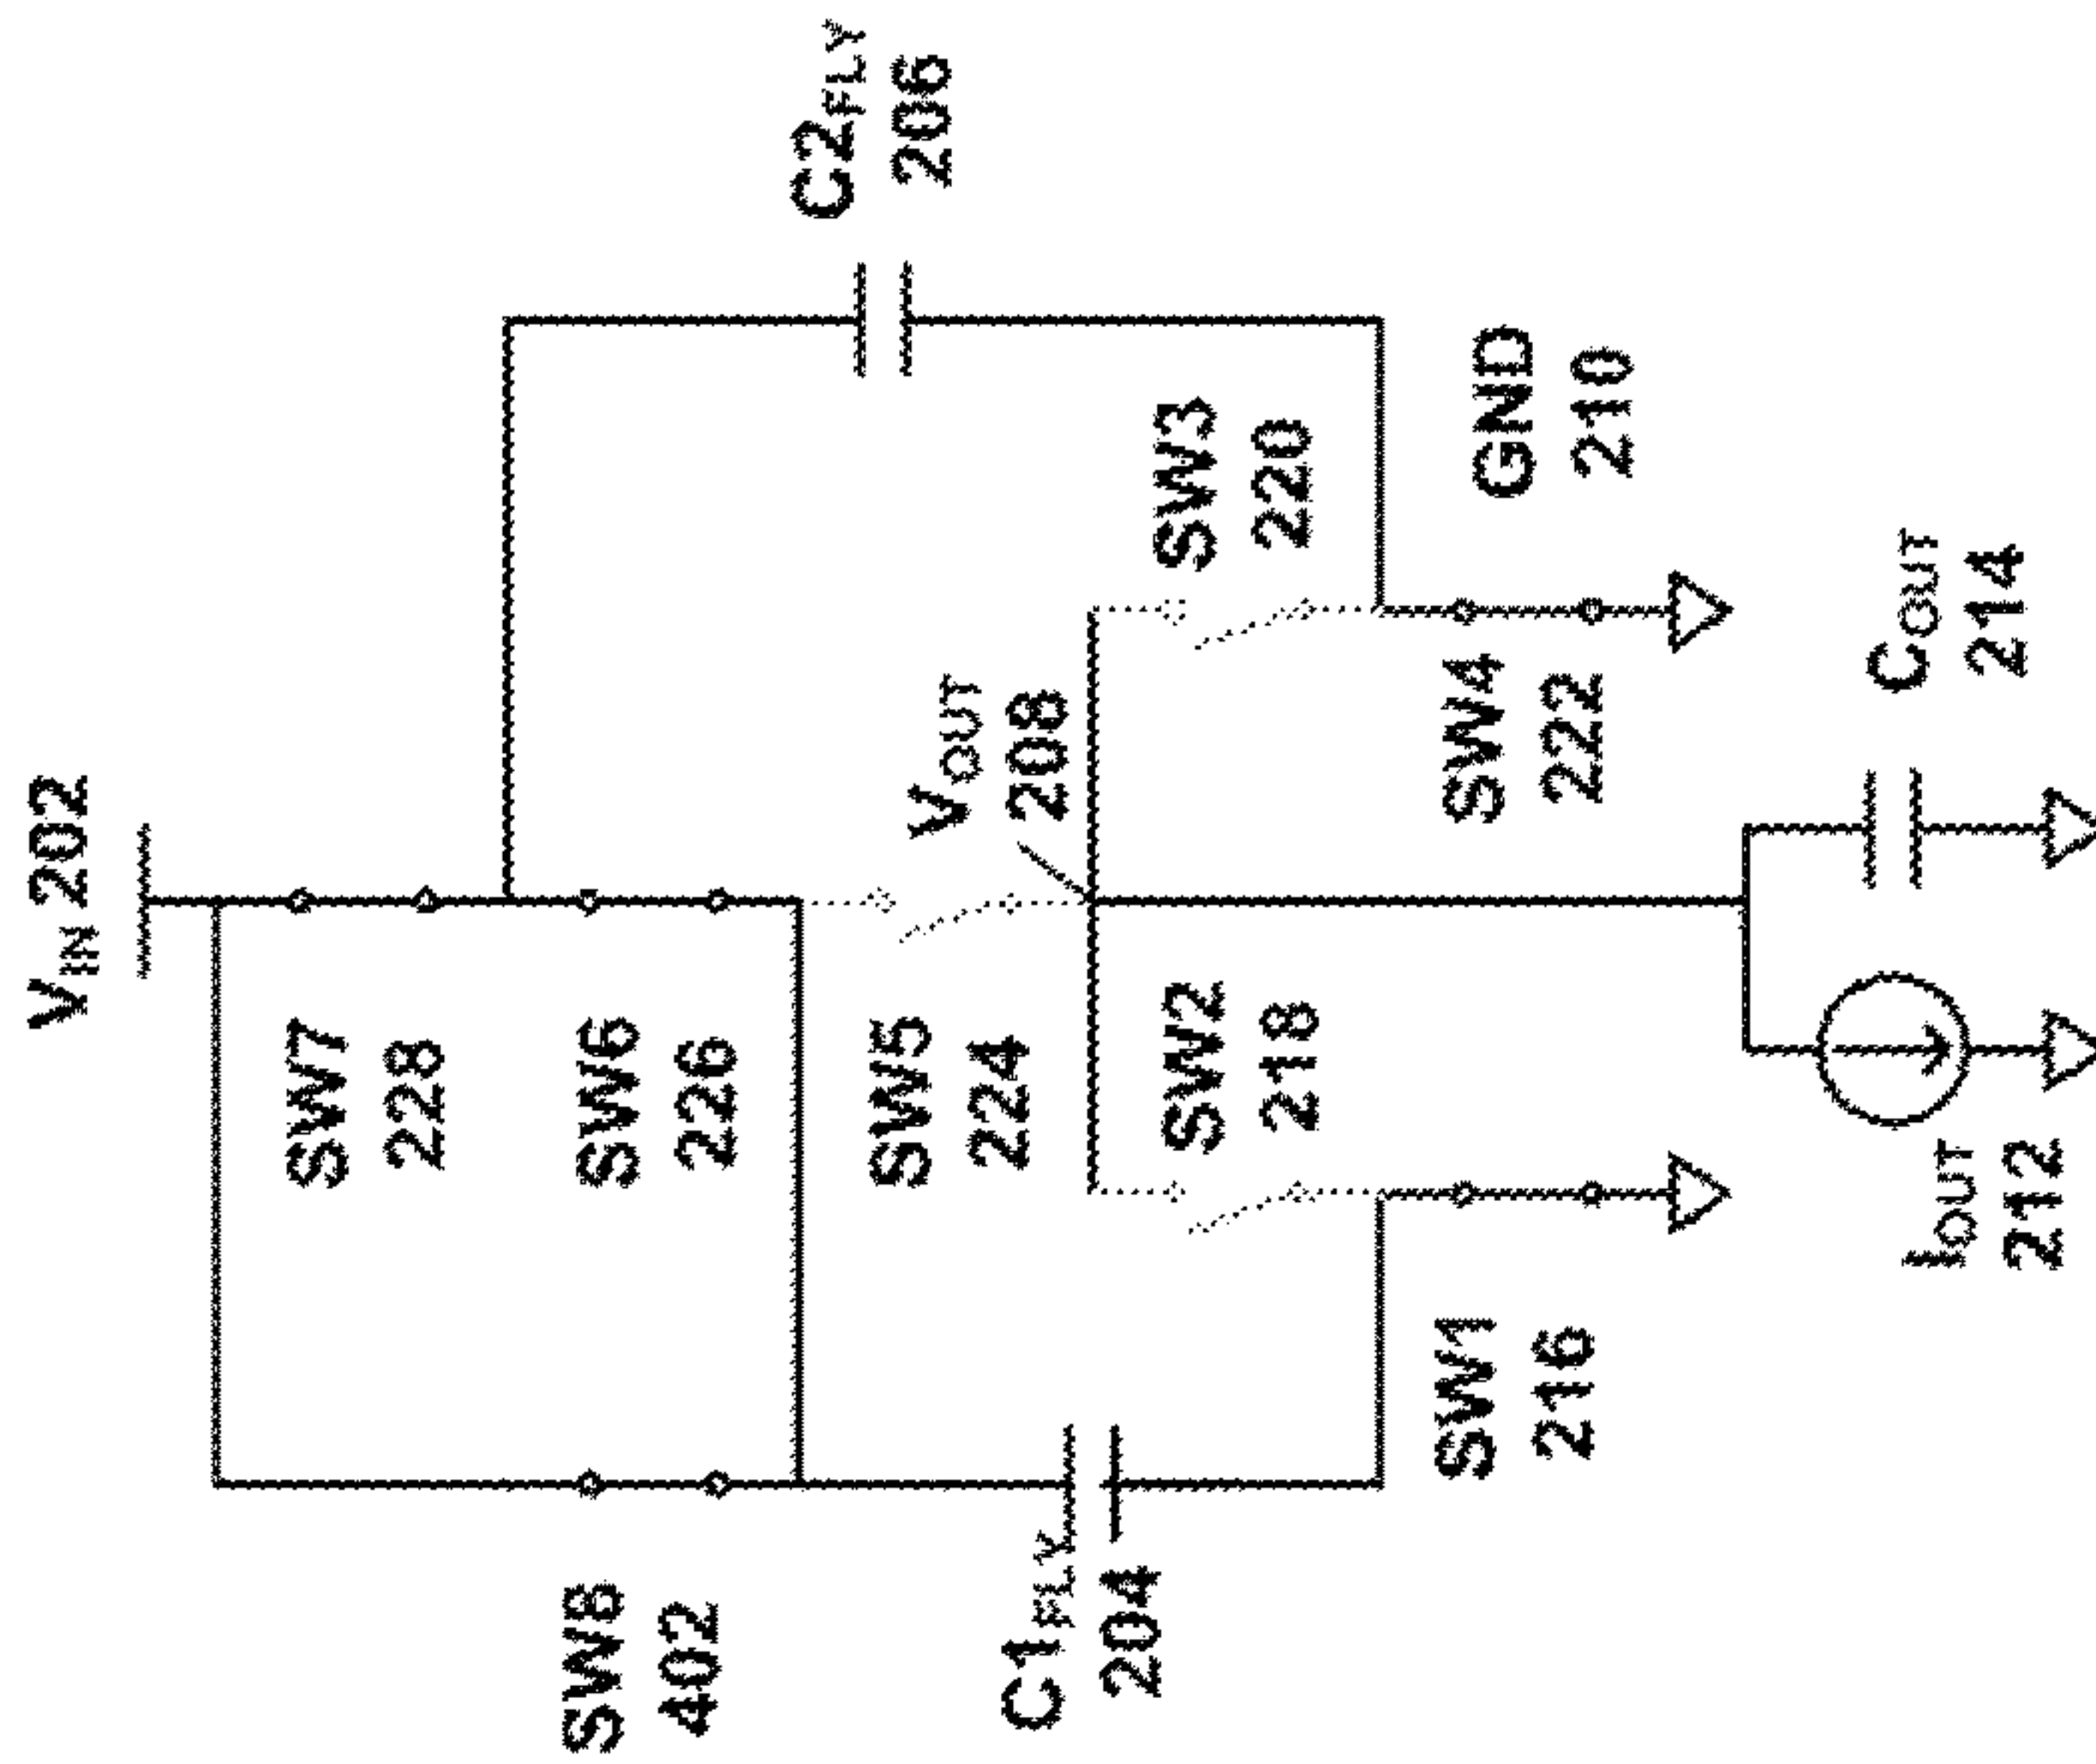 V_IN 202
C2_FLY
206
SW7
228
SW6
226
SW8
402
SW5
224
V_OUT
208
C1_FLY
204
SW2
218
SW3
220
SW1
216
SW4
222
GND
210
I_OUT
212
C_OUT
214